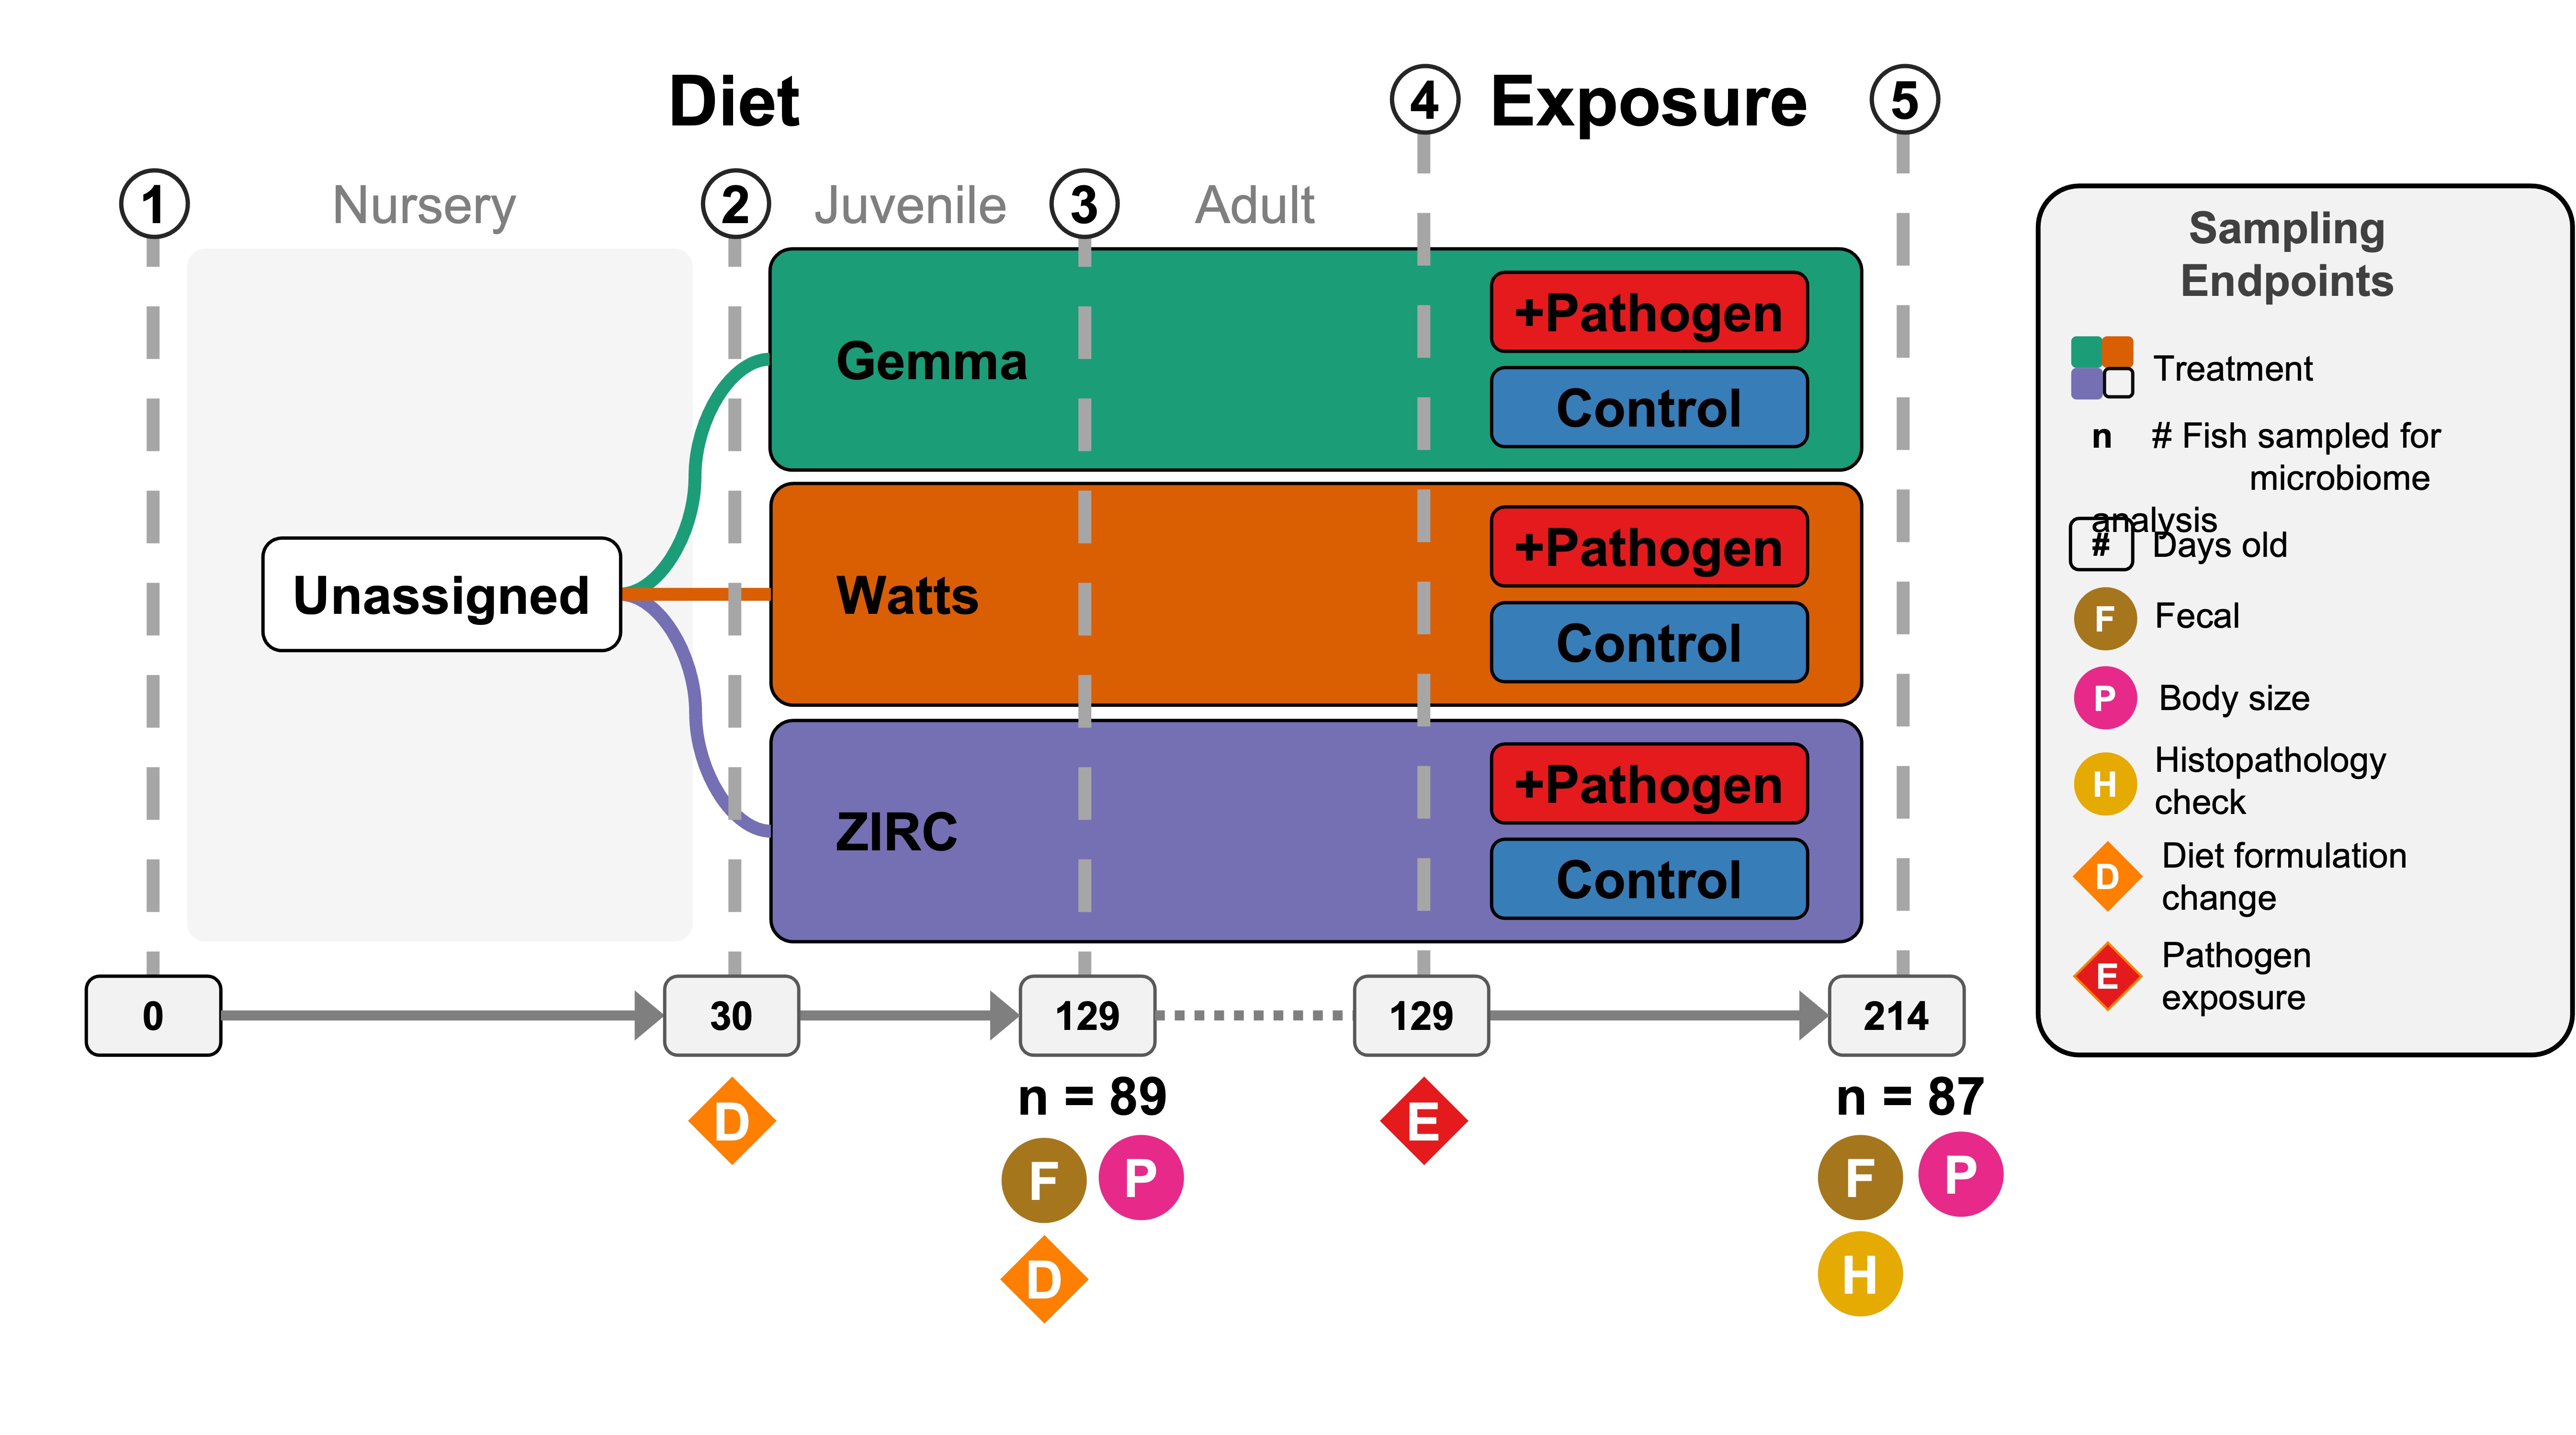 Diet
4
Exposure
5
1
Nursery
2
Juvenile
3
Adult
Gemma
+Pathogen
Control
Unassigned
Watts
+Pathogen
Control
ZIRC
+Pathogen
Control
0
30
129
129
214
D
n = 89
F
P
D
E
n = 87
F
P
H
Sampling
Endpoints
Treatment
n # Fish sampled for
microbiome
analysis
# Days old
F Fecal
P Body size
H Histopathology
check
D Diet formulation
change
E Pathogen
exposure